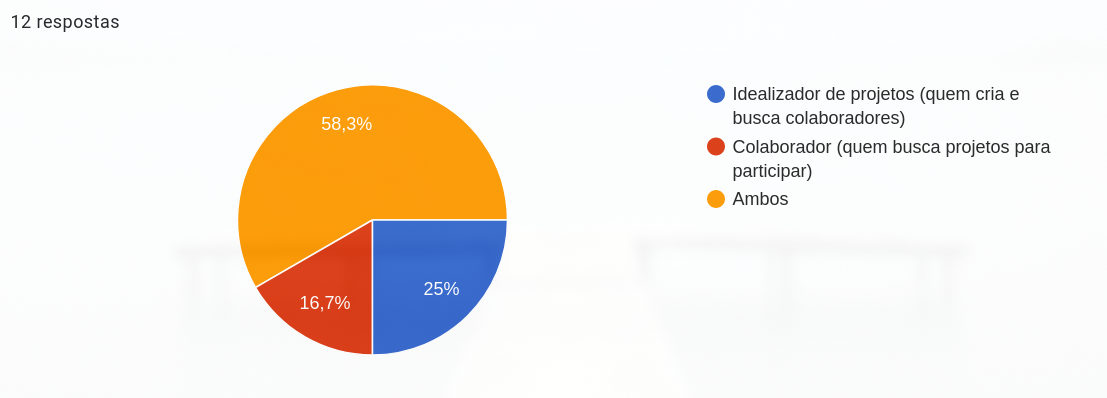 12 respostas
58,3%
16,7%
25%
Idealizador de projetos (quem cria e
busca colaboradores)
Colaborador (quem busca projetos para
participar)
Ambos